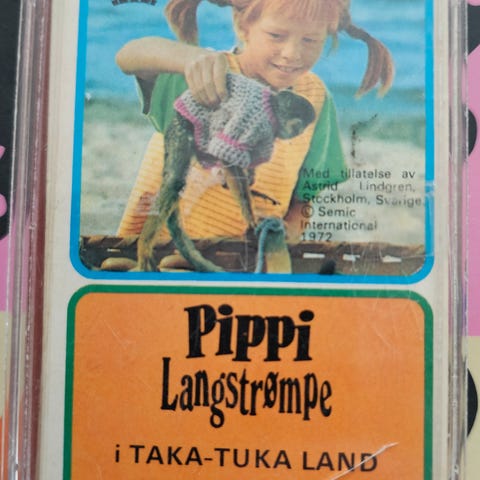 Med tillatelse av
Astrid Lindgren,
Stockholm, Sverige.
© Semic
International
1972
Pippi
Langstrømpe
i TAKA-TUKA LAND